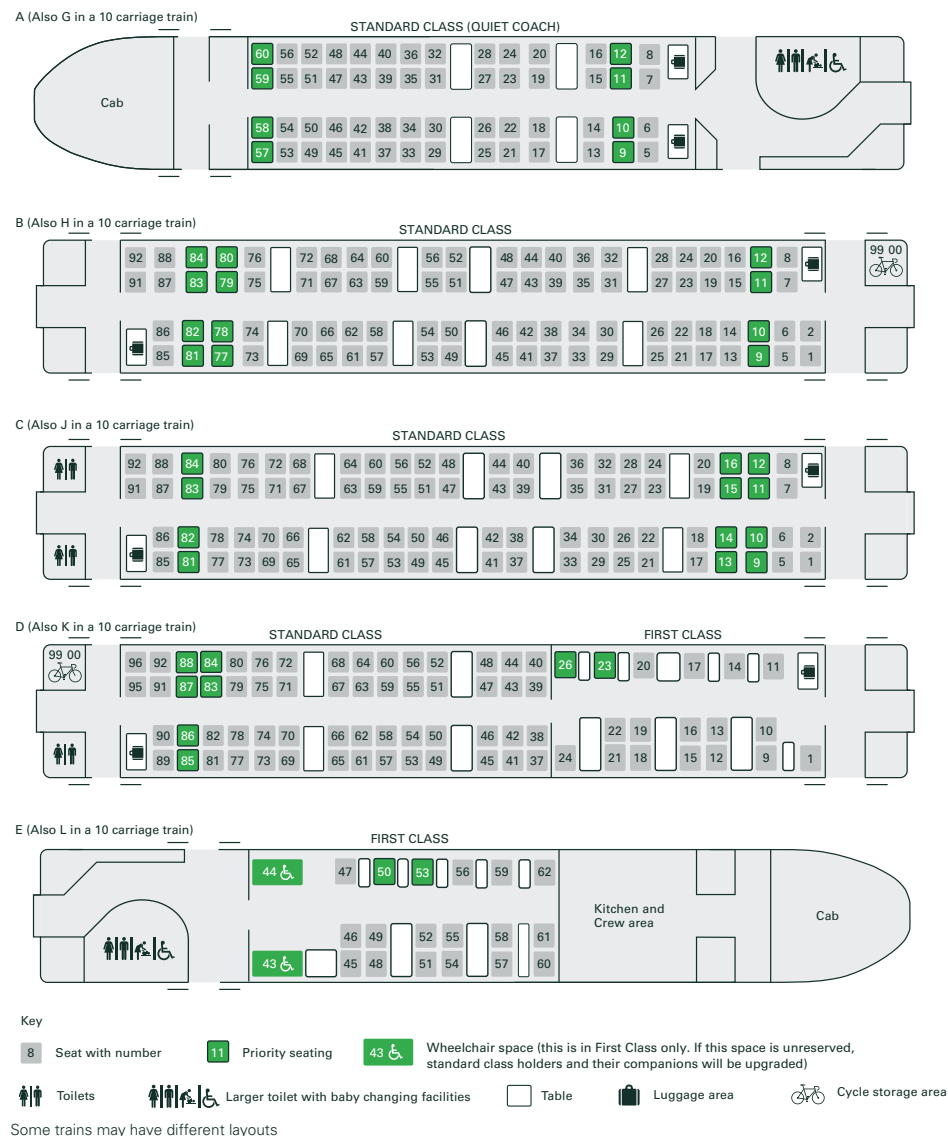 A (Also G in a 10 carriage train)
STANDARD CLASS (QUIET COACH)
60 56 52 48 44 40 36 32 28 24 20 16 12 8
59 55 51 47 43 39 35 31 27 23 19 15 11 7
Cab
58 54 50 46 42 38 34 30 26 22 18 14 10 6
57 53 49 45 41 37 33 29 25 21 17 13 9 5
B (Also H in a 10 carriage train)
STANDARD CLASS
92 88 84 80 76 72 68 64 60 56 52 48 44 40 36 32 28 24 20 16 12 8 99 00
91 87 83 79 75 71 67 63 59 55 51 47 43 39 35 31 27 23 19 15 11 7
86 82 78 74 70 66 62 58 54 50 46 42 38 34 30 26 22 18 14 10 6 2
85 81 77 73 69 65 61 57 53 49 45 41 37 33 29 25 21 17 13 9 5 1
C (Also J in a 10 carriage train)
STANDARD CLASS
92 88 84 80 76 72 68 64 60 56 52 48 44 40 36 32 28 24 20 16 12 8
91 87 83 79 75 71 67 63 59 55 51 47 43 39 35 31 27 23 19 15 11 7
86 82 78 74 70 66 62 58 54 50 46 42 38 34 30 26 22 18 14 10 6 2
85 81 77 73 69 65 61 57 53 49 45 41 37 33 29 25 21 17 13 9 5 1
D (Also K in a 10 carriage train)
STANDARD CLASS FIRST CLASS
99 00 96 92 88 84 80 76 72 68 64 60 56 52 48 44 40 26 23 20 17 14 11
95 91 87 83 79 75 71 67 63 59 55 51 47 43 39
90 86 82 78 74 70 66 62 58 54 50 46 42 38 22 19 16 13 10
89 85 81 77 73 69 65 61 57 53 49 45 41 37 24 21 18 15 12 9 1
E (Also L in a 10 carriage train)
FIRST CLASS
44 47 50 53 56 59 62
Kitchen and
Crew area
Cab
46 49 52 55 58 61
43 45 48 51 54 57 60
Key
8 Seat with number
11 Priority seating
43 Wheelchair space (this is in First Class only. If this space is unreserved,
standard class holders and their companions will be upgraded)
Toilets
Larger toilet with baby changing facilities
Table
Luggage area
Cycle storage area
Some trains may have different layouts